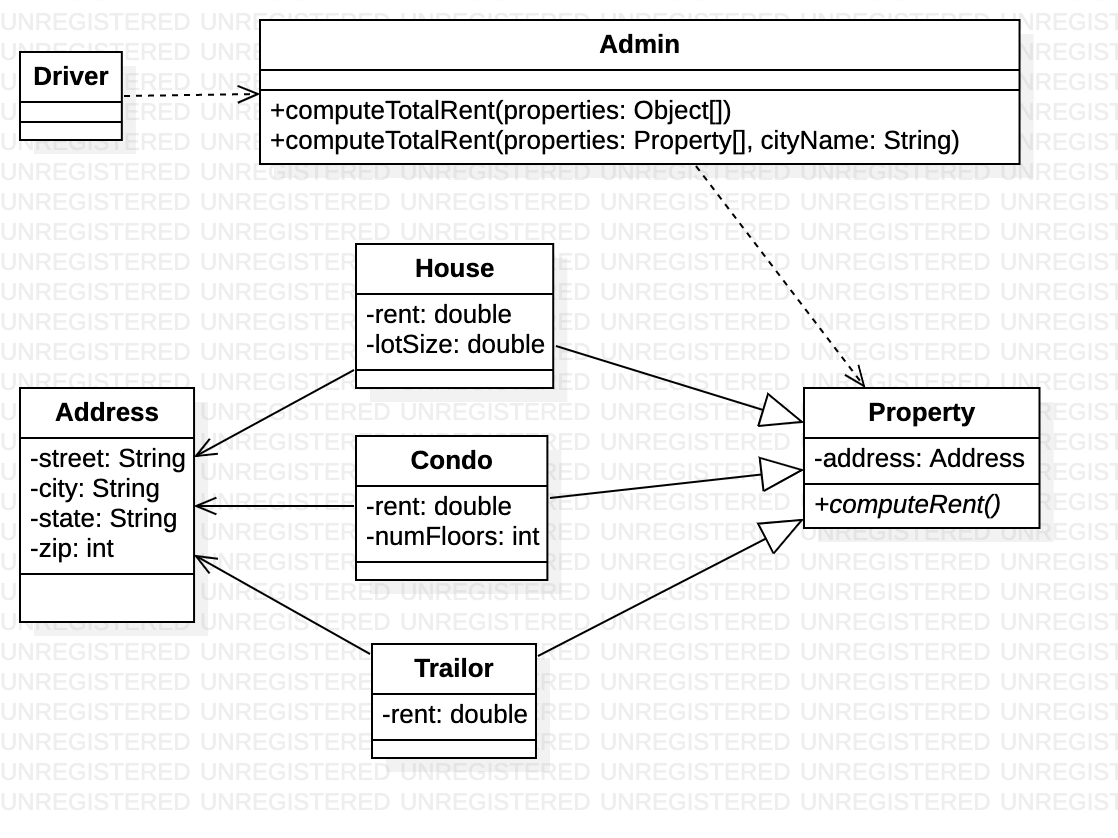 Driver
Admin
+computeTotalRent(properties: Object[])
+computeTotalRent(properties: Property[], cityName: String)
House
-rent: double
-lotSize: double
Address
-street: String
-city: String
-state: String
-zip: int
Condo
-rent: double
-numFloors: int
Property
-address: Address
+computeRent()
Trailor
-rent: double
UNREGISTERED